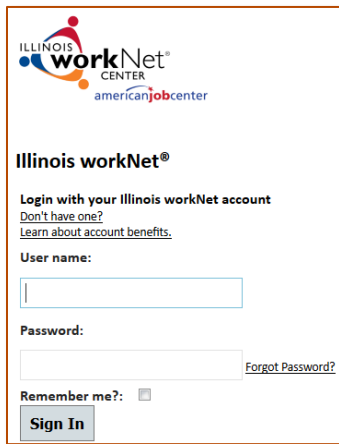 ILLINOIS
workNet®
CENTER
americanjobcenter
Illinois workNet®
Login with your Illinois workNet account
Don't have one?
Learn about account benefits.
User name:
Password:
Forgot Password?
Remember me?:
Sign In